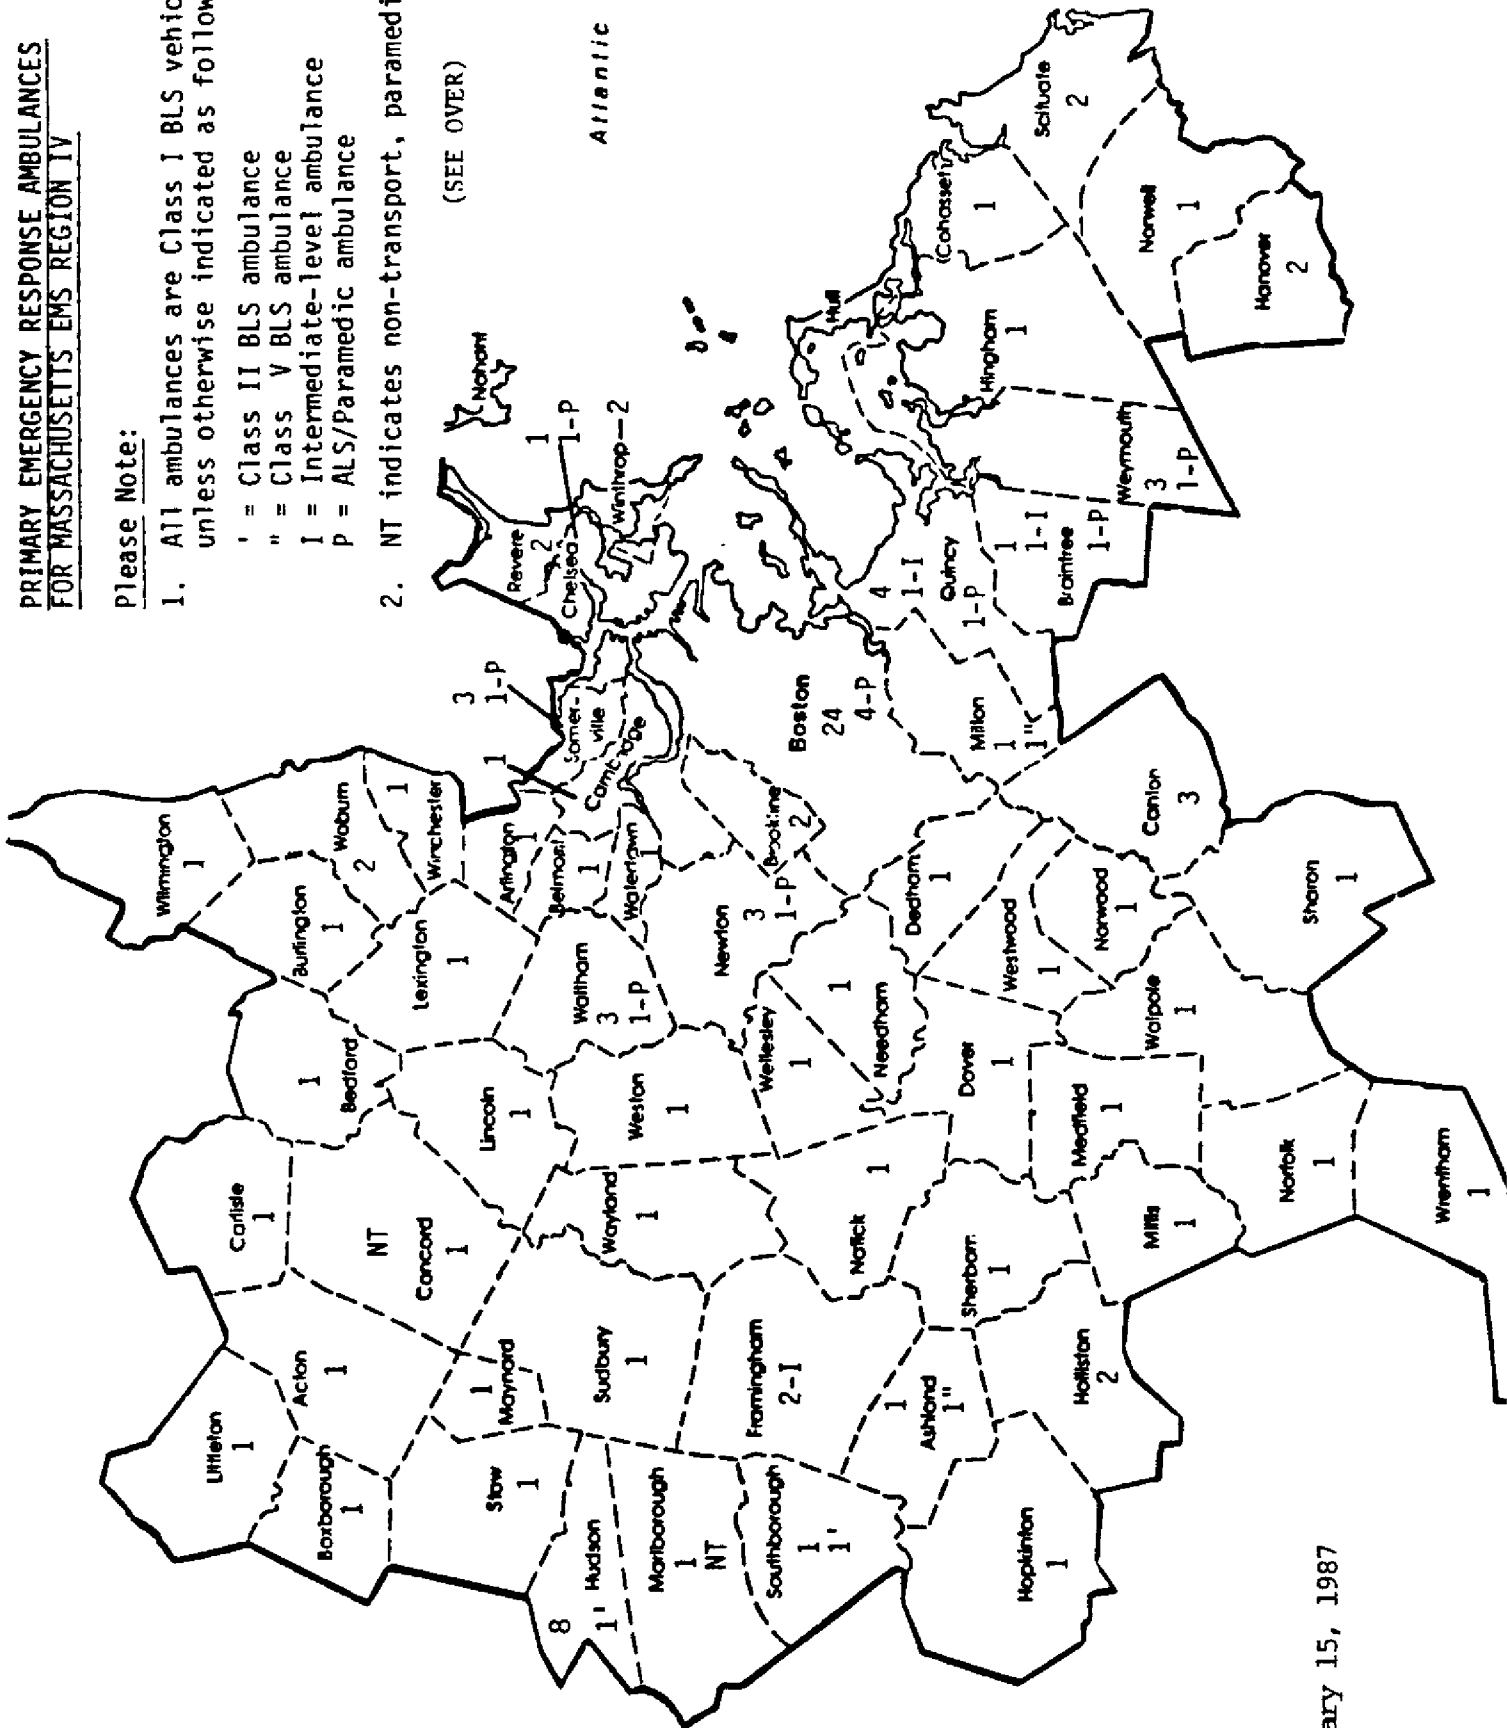 PRIMARY EMERGENCY RESPONSE AMBULANCES
FOR MASSACHUSETTS EMS REGION IV
Please Note:
1. All ambulances are Class I BLS vehic
unless otherwise indicated as follow
' = Class II BLS ambulance
" = Class V BLS ambulance
I = Intermediate-level ambulance
P = ALS/Paramedic ambulance
2. NT indicates non-transport, paramedi
(SEE OVER)
Atlantic
Wilmington
1
Burlington
1
Woburn
2
Winchester
1
Lexington
1
Bedford
1
Carlisle
1
Littleton
1
Acton
1
Boxborough
1
NT
Concord
1
Lincoln
1
Arlington
1
Belmont
1
Watertown
1
Waltham
3
1-P
Weston
1
Wayland
1
Maynard
1
Stow
1
Sudbury
1
8
Hudson
1'
Marlborough
1
NT
Southborough
1
1'
Framingham
2-I
Ashland
1
1"
Hopkinton
1
Holliston
2
Sherborn
1
Natick
1
Wellesley
1
Needham
1
Newton
3
1-P
Brookline
2
Somer-
ville
3
1-P
Cambridge
1
Revere
2
Chelsea
1
1-P
Winthrop—2
Nahant
Boston
24
4-P
Milton
1
1"
Quincy
4
1-I
1-P
Braintree
1
1-I
1-P
Weymouth
3
1-P
Hingham
1
Hull
Cohasset
1
Scituate
2
Norwell
1
Hanover
2
Dedham
1
Westwood
1
Norwood
1
Canton
3
Sharon
1
Walpole
1
Dover
1
Medfield
1
Millis
1
Norfolk
1
Wrentham
1
ary 15, 1987